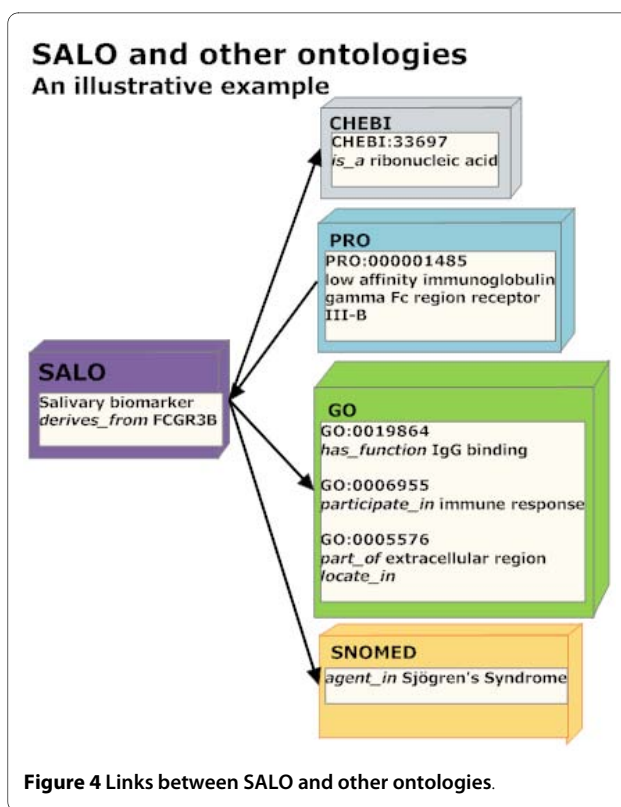 SALO and other ontologies
An illustrative example
CHEBI
CHEBI:33697
is_a ribonucleic acid
PRO
PRO:000001485
low affinity immunoglobulin
gamma Fc region receptor
III-B
SALO
Salivary biomarker
derives_from FCGR3B
GO
GO:0019864
has_function IgG binding
GO:0006955
participate_in immune response
GO:0005576
part_of extracellular region
locate_in
SNOMED
agent_in Sjögren's Syndrome
Figure 4 Links between SALO and other ontologies.